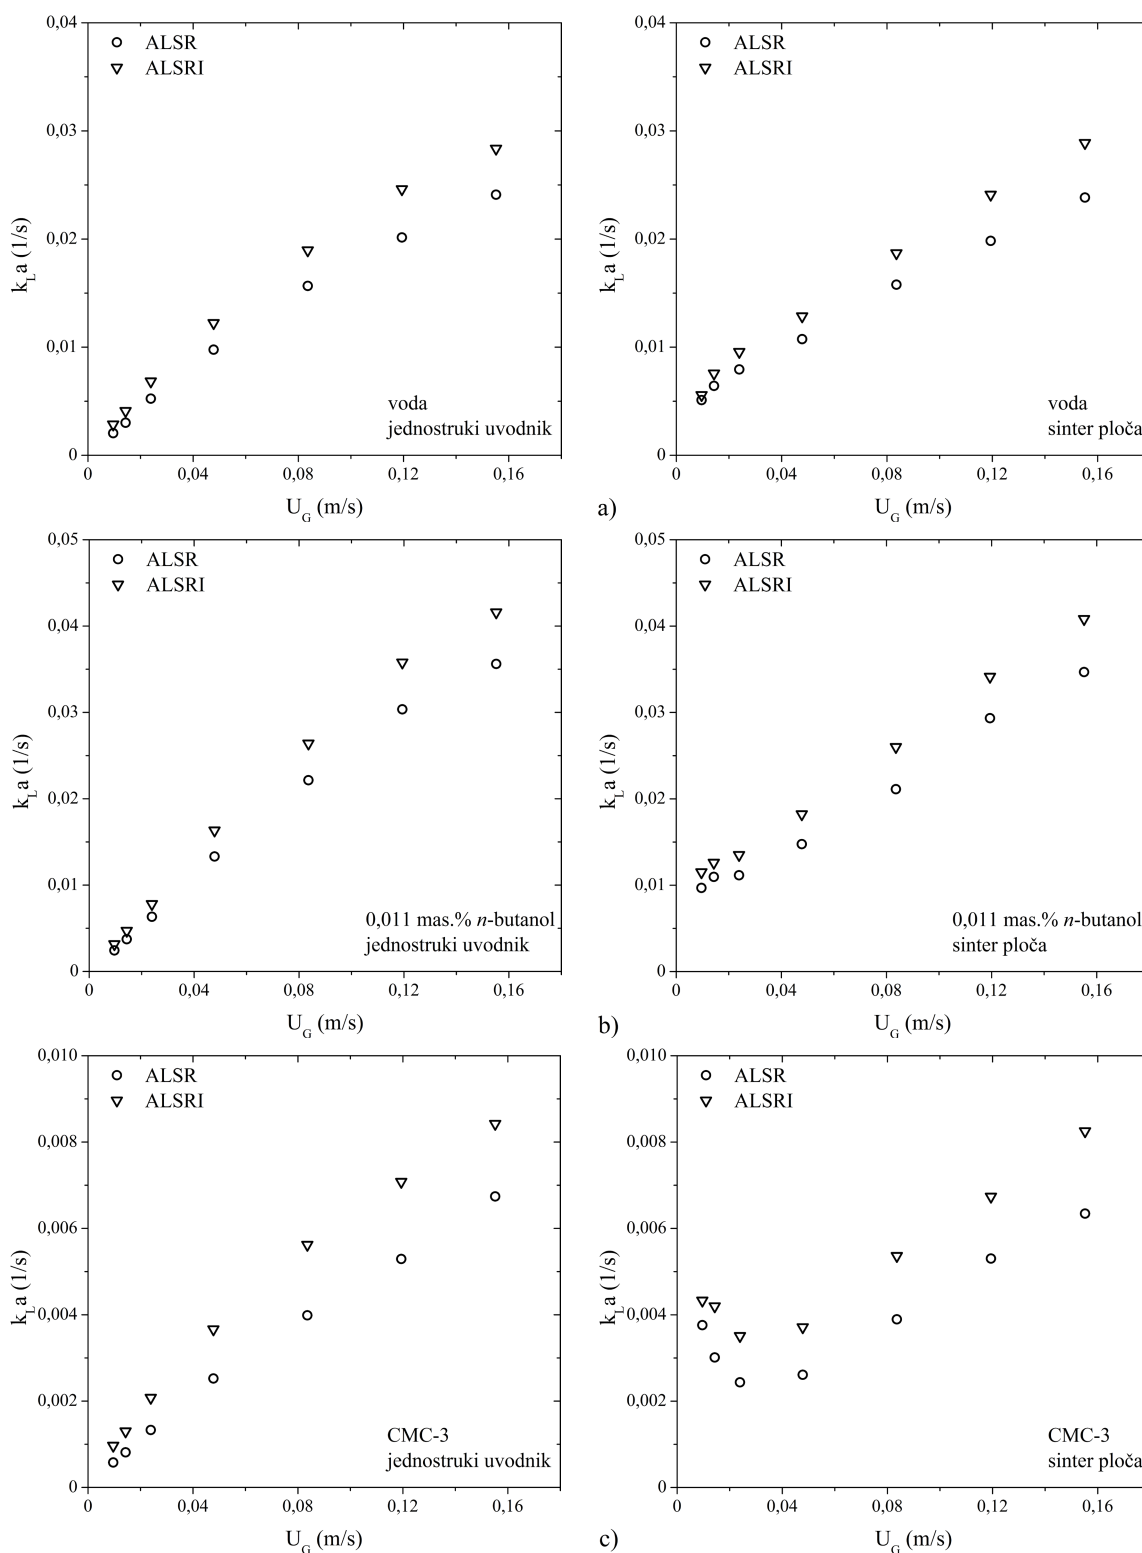 0,04
0,03
0,02
0,01
0
k_L a (1/s)
ALSR
ALSRI
voda
jednostruki uvodnik
0 0,04 0,08 0,12 0,16
U_G (m/s)
0,04
0,03
0,02
0,01
0
k_L a (1/s)
ALSR
ALSRI
voda
sinter ploča
0 0,04 0,08 0,12 0,16
U_G (m/s)
a)
0,05
0,04
0,03
0,02
0,01
0
k_L a (1/s)
ALSR
ALSRI
0,011 mas.% n-butanol
jednostruki uvodnik
0 0,04 0,08 0,12 0,16
U_G (m/s)
0,05
0,04
0,03
0,02
0,01
0
k_L a (1/s)
ALSR
ALSRI
0,011 mas.% n-butanol
sinter ploča
0 0,04 0,08 0,12 0,16
U_G (m/s)
b)
0,010
0,008
0,006
0,004
0,002
0
k_L a (1/s)
ALSR
ALSRI
CMC-3
jednostruki uvodnik
0 0,04 0,08 0,12 0,16
U_G (m/s)
0,010
0,008
0,006
0,004
0,002
0
k_L a (1/s)
ALSR
ALSRI
CMC-3
sinter ploča
0 0,04 0,08 0,12 0,16
U_G (m/s)
c)